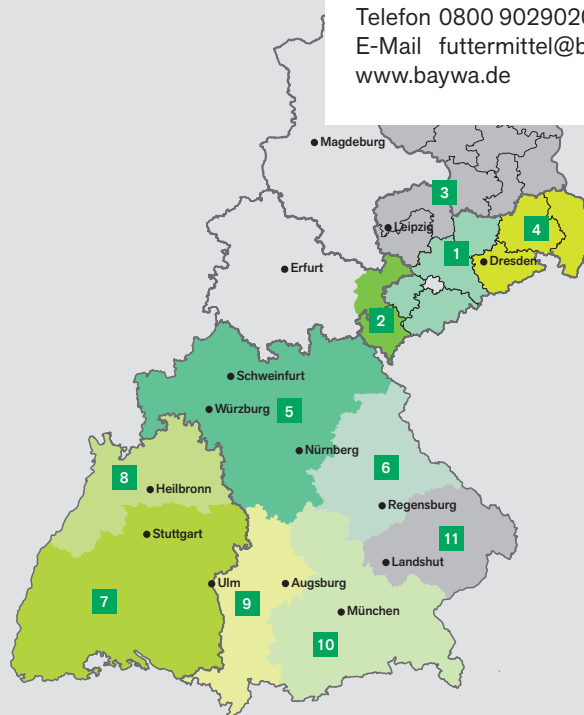 Telefon 0800 9029020
E-Mail futtermittel@b
www.baywa.de
Magdeburg
3
Leipzig
4
1
Dresden
Erfurt
2
Schweinfurt
Würzburg
5
Nürnberg
8
6
Heilbronn
Regensburg
Stuttgart
11
Landshut
Ulm
Augsburg
7
9
München
10